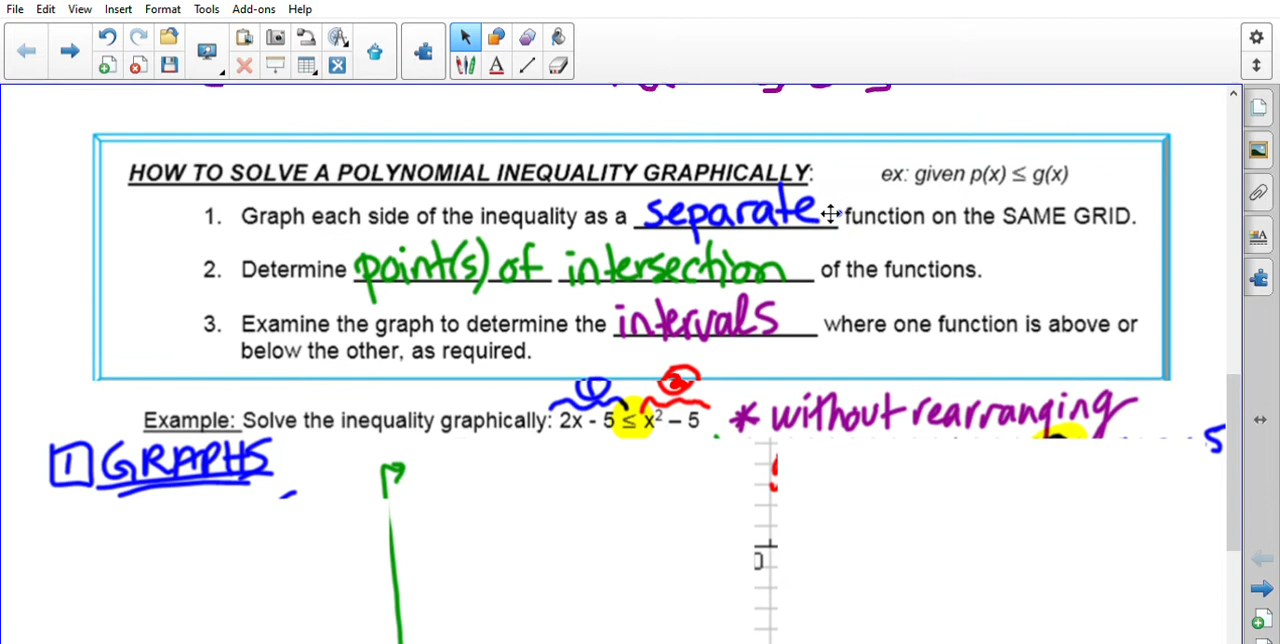 File Edit View Insert Format Tools Add-ons Help
HOW TO SOLVE A POLYNOMIAL INEQUALITY GRAPHICALLY: ex: given p(x) ≤ g(x)
1. Graph each side of the inequality as a separate function on the SAME GRID.
2. Determine point(s) of intersection of the functions.
3. Examine the graph to determine the intervals where one function is above or
below the other, as required.
① ②
Example: Solve the inequality graphically: 2x - 5 ≤ x² – 5 * without rearranging
5
1 GRAPHS